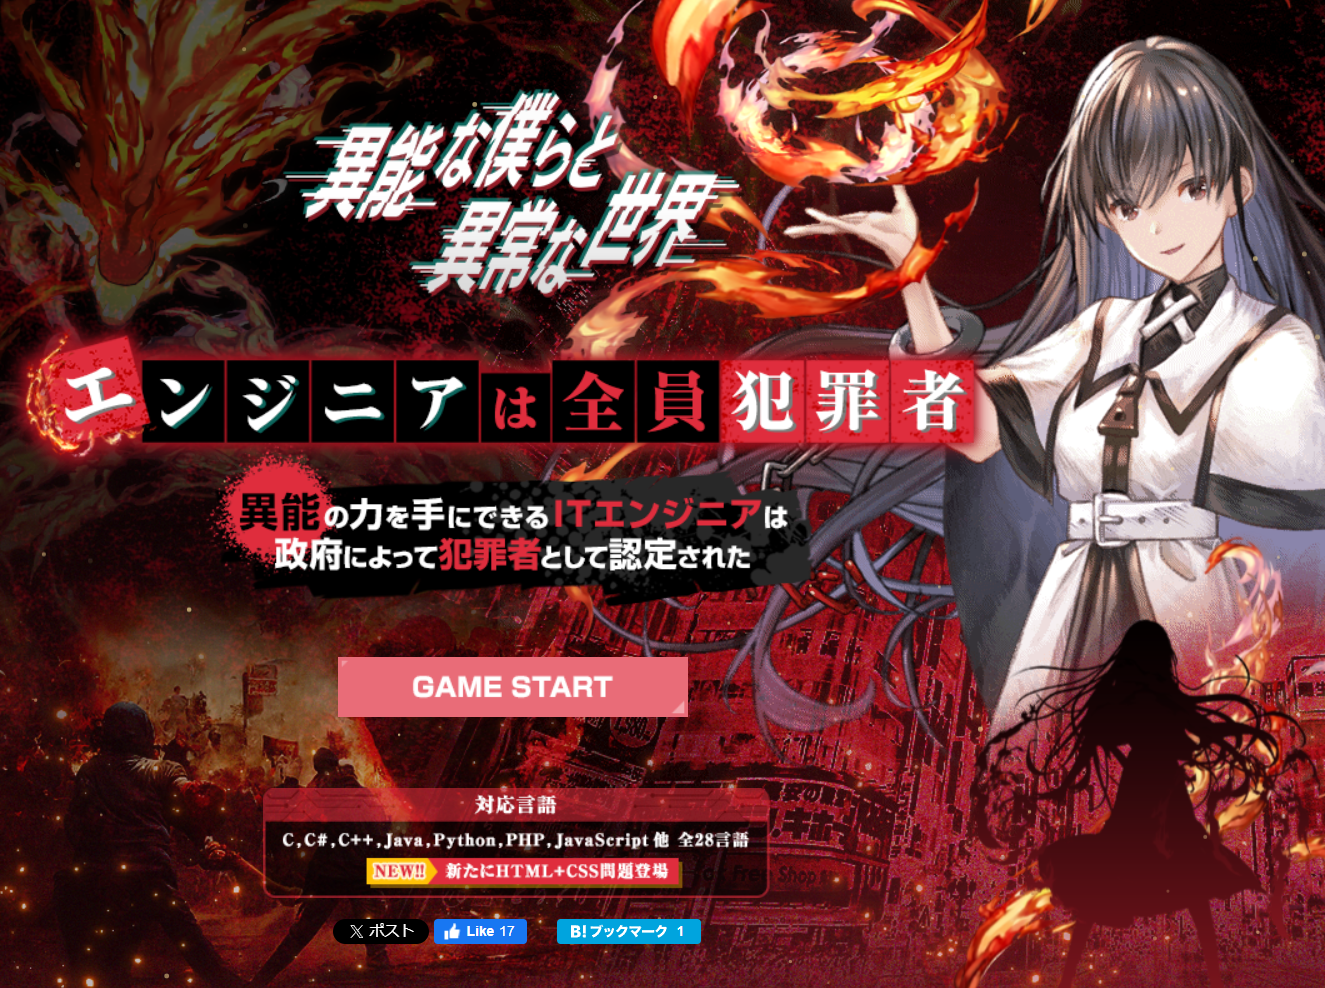 異能な僕らと
異常な世界
エンジニアは全員犯罪者
異能の力を手にできるITエンジニアは
政府によって犯罪者として認定された
GAME START
対応言語
C,C#,C++,Java,Python,PHP,JavaScript 他 全28言語
NEW!! 新たにHTML+CSS問題登場
X ポスト
Like 17
B! ブックマーク 1